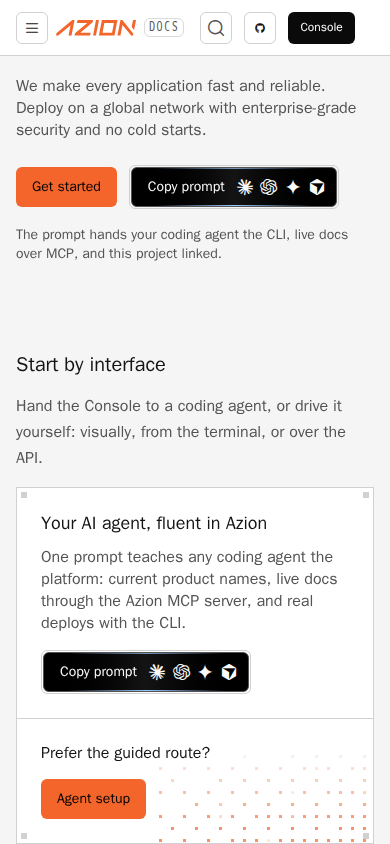 AZION DOCS Console
We make every application fast and reliable.
Deploy on a global network with enterprise-grade
security and no cold starts.
Get started Copy prompt
The prompt hands your coding agent the CLI, live docs
over MCP, and this project linked.
Start by interface
Hand the Console to a coding agent, or drive it
yourself: visually, from the terminal, or over the
API.
Your AI agent, fluent in Azion
One prompt teaches any coding agent the
platform: current product names, live docs
through the Azion MCP server, and real
deploys with the CLI.
Copy prompt
Prefer the guided route?
Agent setup